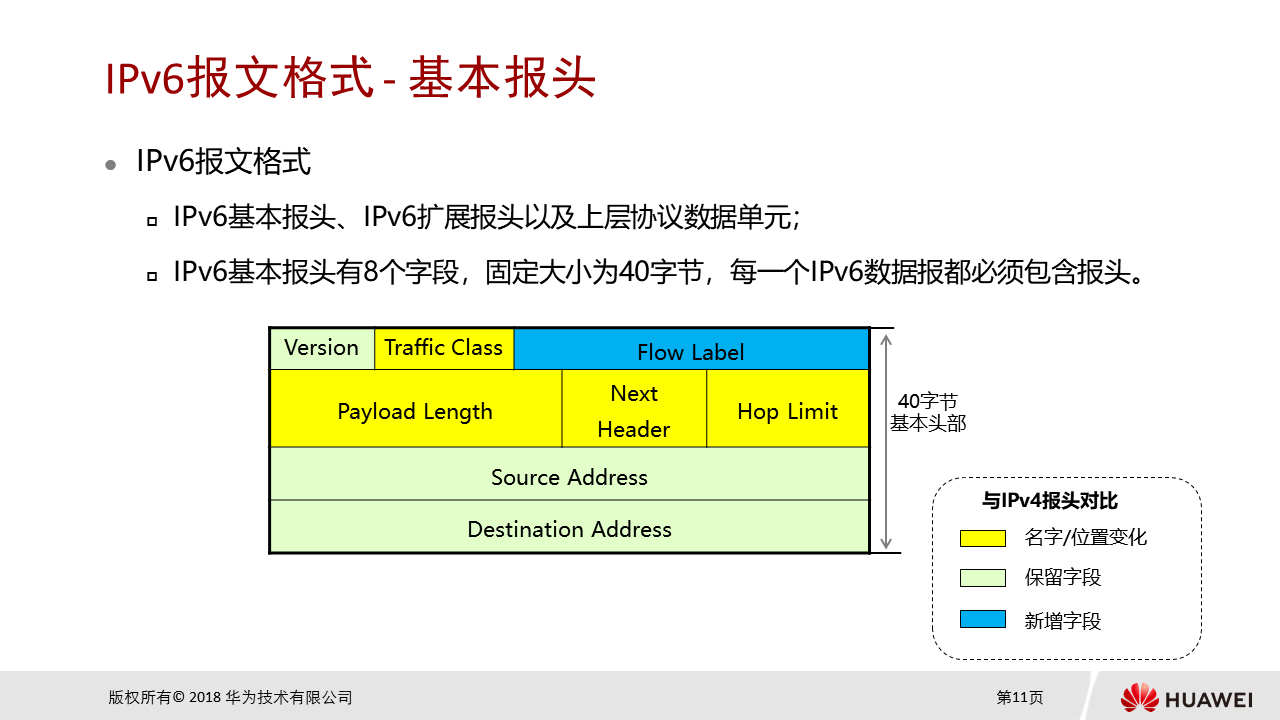 IPv6报文格式 - 基本报头
IPv6报文格式
IPv6基本报头、IPv6扩展报头以及上层协议数据单元；
IPv6基本报头有8个字段，固定大小为40字节，每一个IPv6数据报都必须包含报头。
Version
Traffic Class
Flow Label
Payload Length
Next
Header
Hop Limit
Source Address
Destination Address
40字节
基本头部
与IPv4报头对比
名字/位置变化
保留字段
新增字段
版权所有© 2018 华为技术有限公司
第11页
HUAWEI